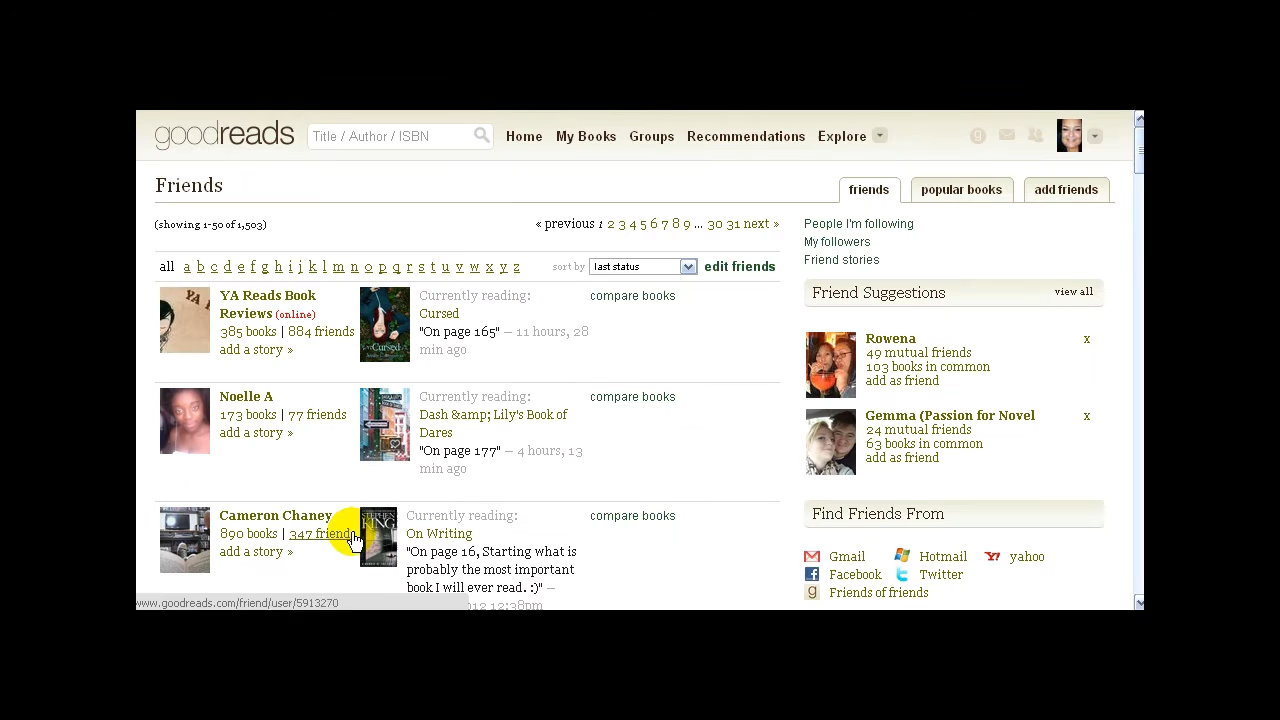 goodreads Title / Author / ISBN Home My Books Groups Recommendations Explore
Friends friends popular books add friends
(showing 1-50 of 1,503) « previous 1 2 3 4 5 6 7 8 9 ... 30 31 next »
all a b c d e f g h i j k l m n o p q r s t u v w x y z sort by last status edit friends
YA Reads Book
Reviews (online)
385 books | 884 friends
add a story »
Currently reading:
Cursed
"On page 165" — 11 hours, 28
min ago
compare books
Noelle A
173 books | 77 friends
add a story »
Currently reading:
Dash &amp; Lily's Book of
Dares
"On page 177" — 4 hours, 13
min ago
compare books
Cameron Chaney
890 books | 347 friend
add a story »
STEPHEN
KING
Currently reading:
On Writing
"On page 16, Starting what is
probably the most important
book I will ever read. :)" —
2012 12:38pm
compare books
People I'm following
My followers
Friend stories
Friend Suggestions view all
Rowena x
49 mutual friends
103 books in common
add as friend
Gemma (Passion for Novel x
24 mutual friends
63 books in common
add as friend
Find Friends From
Gmail Hotmail Y! yahoo
Facebook Twitter
g Friends of friends
www.goodreads.com/friend/user/5913270